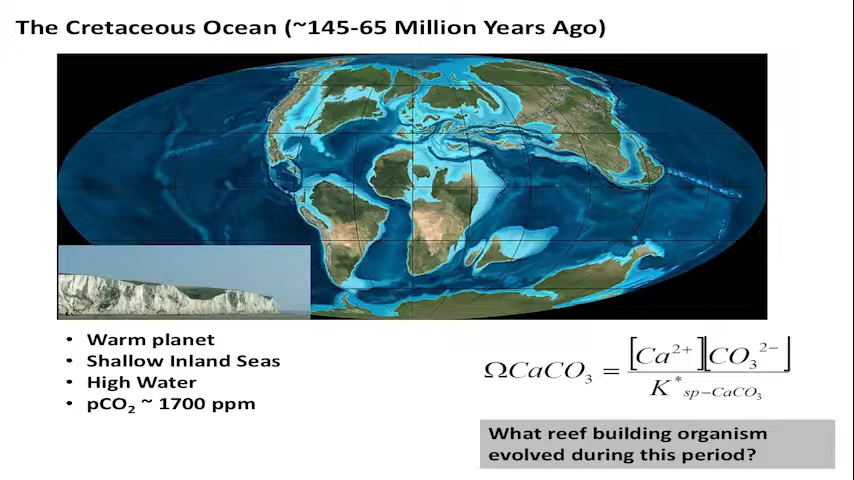 The Cretaceous Ocean (~145-65 Million Years Ago)
• Warm planet
• Shallow Inland Seas
• High Water
• pCO₂ ~ 1700 ppm
ΩCaCO₃ = [Ca²⁺][CO₃²⁻] / K*sp−CaCO₃
What reef building organism
evolved during this period?